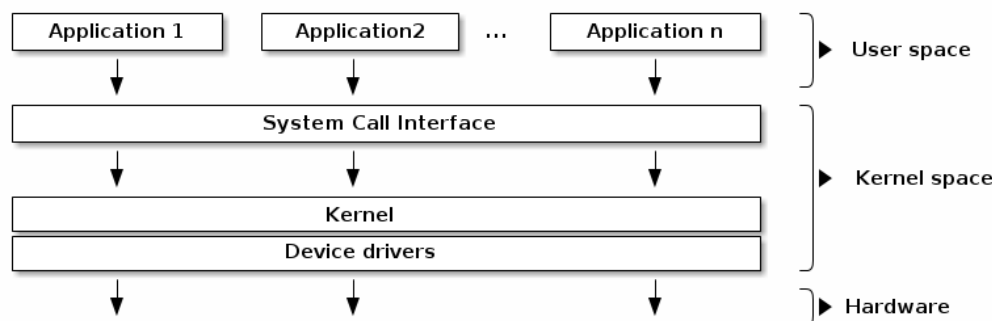 Application 1
Application2
...
Application n
User space
System Call Interface
Kernel space
Kernel
Device drivers
Hardware